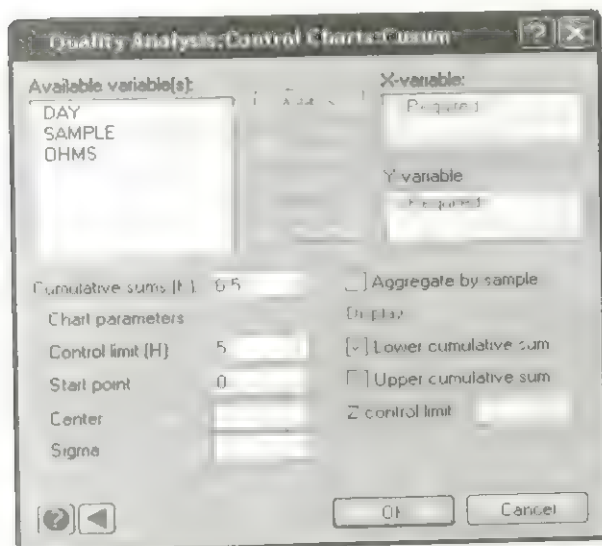 Quality Analysis:Control Charts:Cusum
Available variable(s):
DAY
SAMPLE
OHMS
X-variable:
Required
Y-variable
Required
Cumulative sums (K)
Chart parameters
Control limit (H) 5
Start point 0
Center
Sigma
Aggregate by sample
Display
Lower cumulative sum
Upper cumulative sum
Z control limit
OK
Cancel